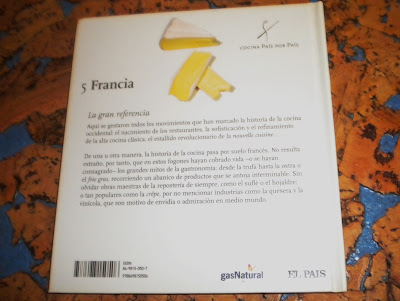 COCINA PAÍS POR PAÍS
5 Francia
La gran referencia
Aquí se gestaron todos los movimientos que han marcado la historia de la cocina
occidental: el nacimiento de los restaurantes, la sofisticación y el refinamiento
de la alta cocina clásica, el estallido revolucionario de la nouvelle cuisine...
De una u otra manera, la historia de la cocina pasa por suelo francés. No resulta
extraño, por tanto, que en estos fogones hayan cobrado vida –o se hayan
consagrado– los grandes mitos de la gastronomía: desde la trufa hasta la ostra o
el foie gras, recorriendo un abanico de productos que se antoja interminable. Sin
olvidar obras maestras de la repostería de siempre, como el suflé o el hojaldre;
o tan populares como la crêpe, por no mencionar industrias como la quesera y la
vinícola, que son motivo de envidia o admiración en medio mundo.
ISBN
gasNatural
EL PAIS